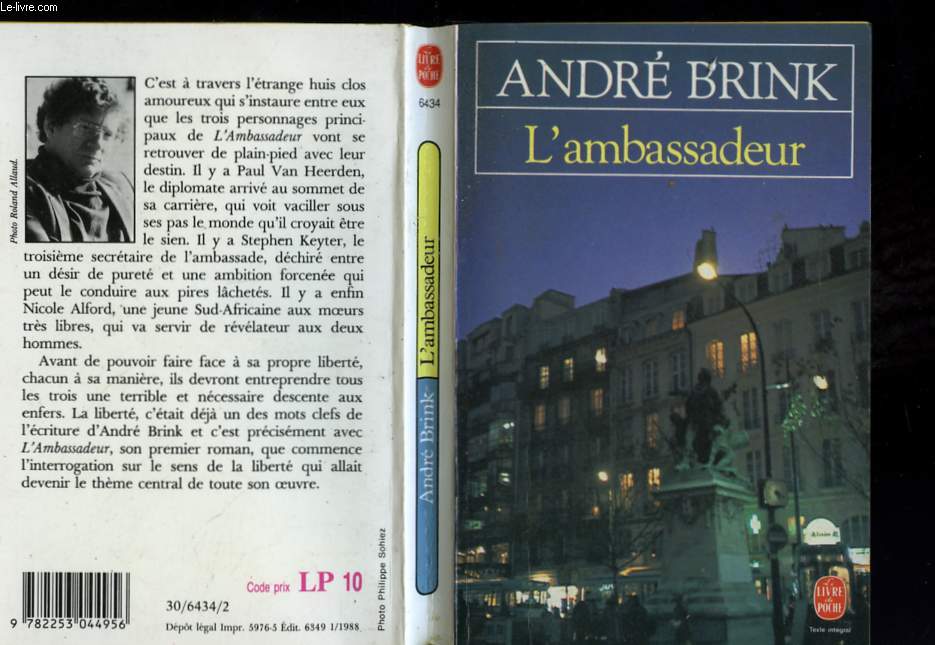 Le-livre.com
C'est à travers l'étrange huis clos
amoureux qui s'instaure entre eux
que les trois personnages princi-
paux de L'Ambassadeur vont se
retrouver de plain-pied avec leur
destin. Il y a Paul Van Heerden,
le diplomate arrivé au sommet de
sa carrière, qui voit vaciller sous
ses pas le monde qu'il croyait être
le sien. Il y a Stephen Keyter, le
troisième secrétaire de l'ambassade, déchiré entre
un désir de pureté et une ambition forcenée qui
peut le conduire aux pires lâchetés. Il y a enfin
Nicole Alford, une jeune Sud-Africaine aux mœurs
très libres, qui va servir de révélateur aux deux
hommes.
Avant de pouvoir faire face à sa propre liberté,
chacun à sa manière, ils devront entreprendre tous
les trois une terrible et nécessaire descente aux
enfers. La liberté, c'était déjà un des mots clefs de
l'écriture d'André Brink et c'est précisément avec
L'Ambassadeur, son premier roman, que commence
l'interrogation sur le sens de la liberté qui allait
devenir le thème central de toute son œuvre.
Photo Roland Allaud.
9 782253 044956
30/6434/2
Code prix LP 10
Dépôt légal Impr. 5976-5 Édit. 6349 1/1988
Photo Philippe Sohiez
LE LIVRE
de
POCHE
6434
L'ambassadeur
André Brink
ANDRÉ BRINK
L'ambassadeur
Le
LIVRE
de
POCHE
Texte intégral